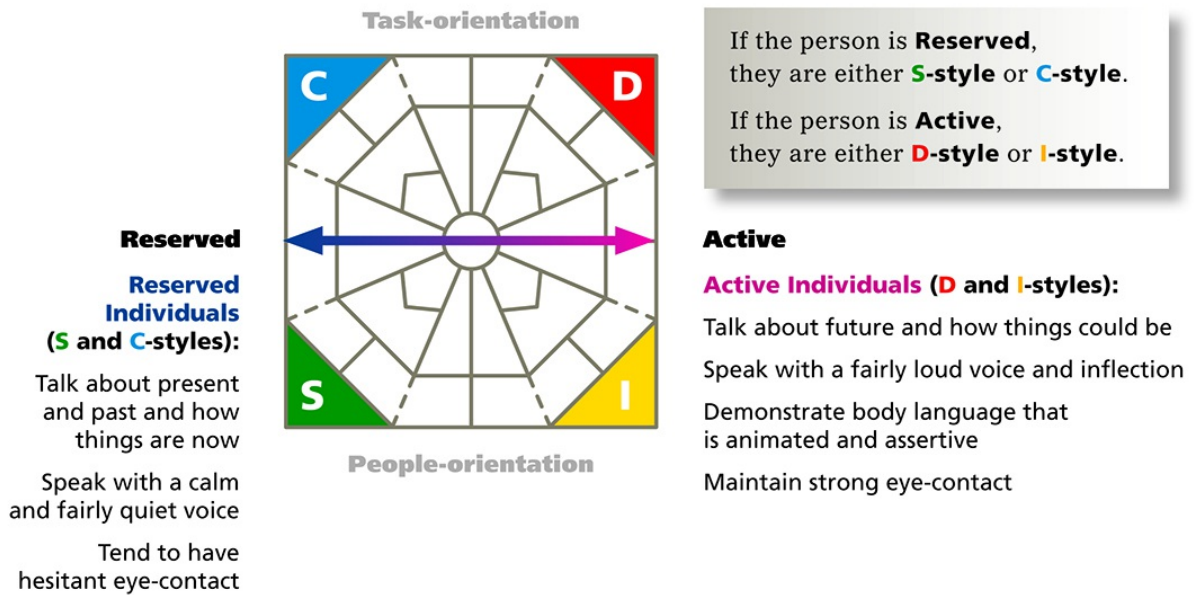 Task-orientation
C
D
S
I
People-orientation
If the person is Reserved,
they are either S-style or C-style.
If the person is Active,
they are either D-style or I-style.
Reserved
Reserved
Individuals
(S and C-styles):
Talk about present
and past and how
things are now
Speak with a calm
and fairly quiet voice
Tend to have
hesitant eye-contact
Active
Active Individuals (D and I-styles):
Talk about future and how things could be
Speak with a fairly loud voice and inflection
Demonstrate body language that
is animated and assertive
Maintain strong eye-contact